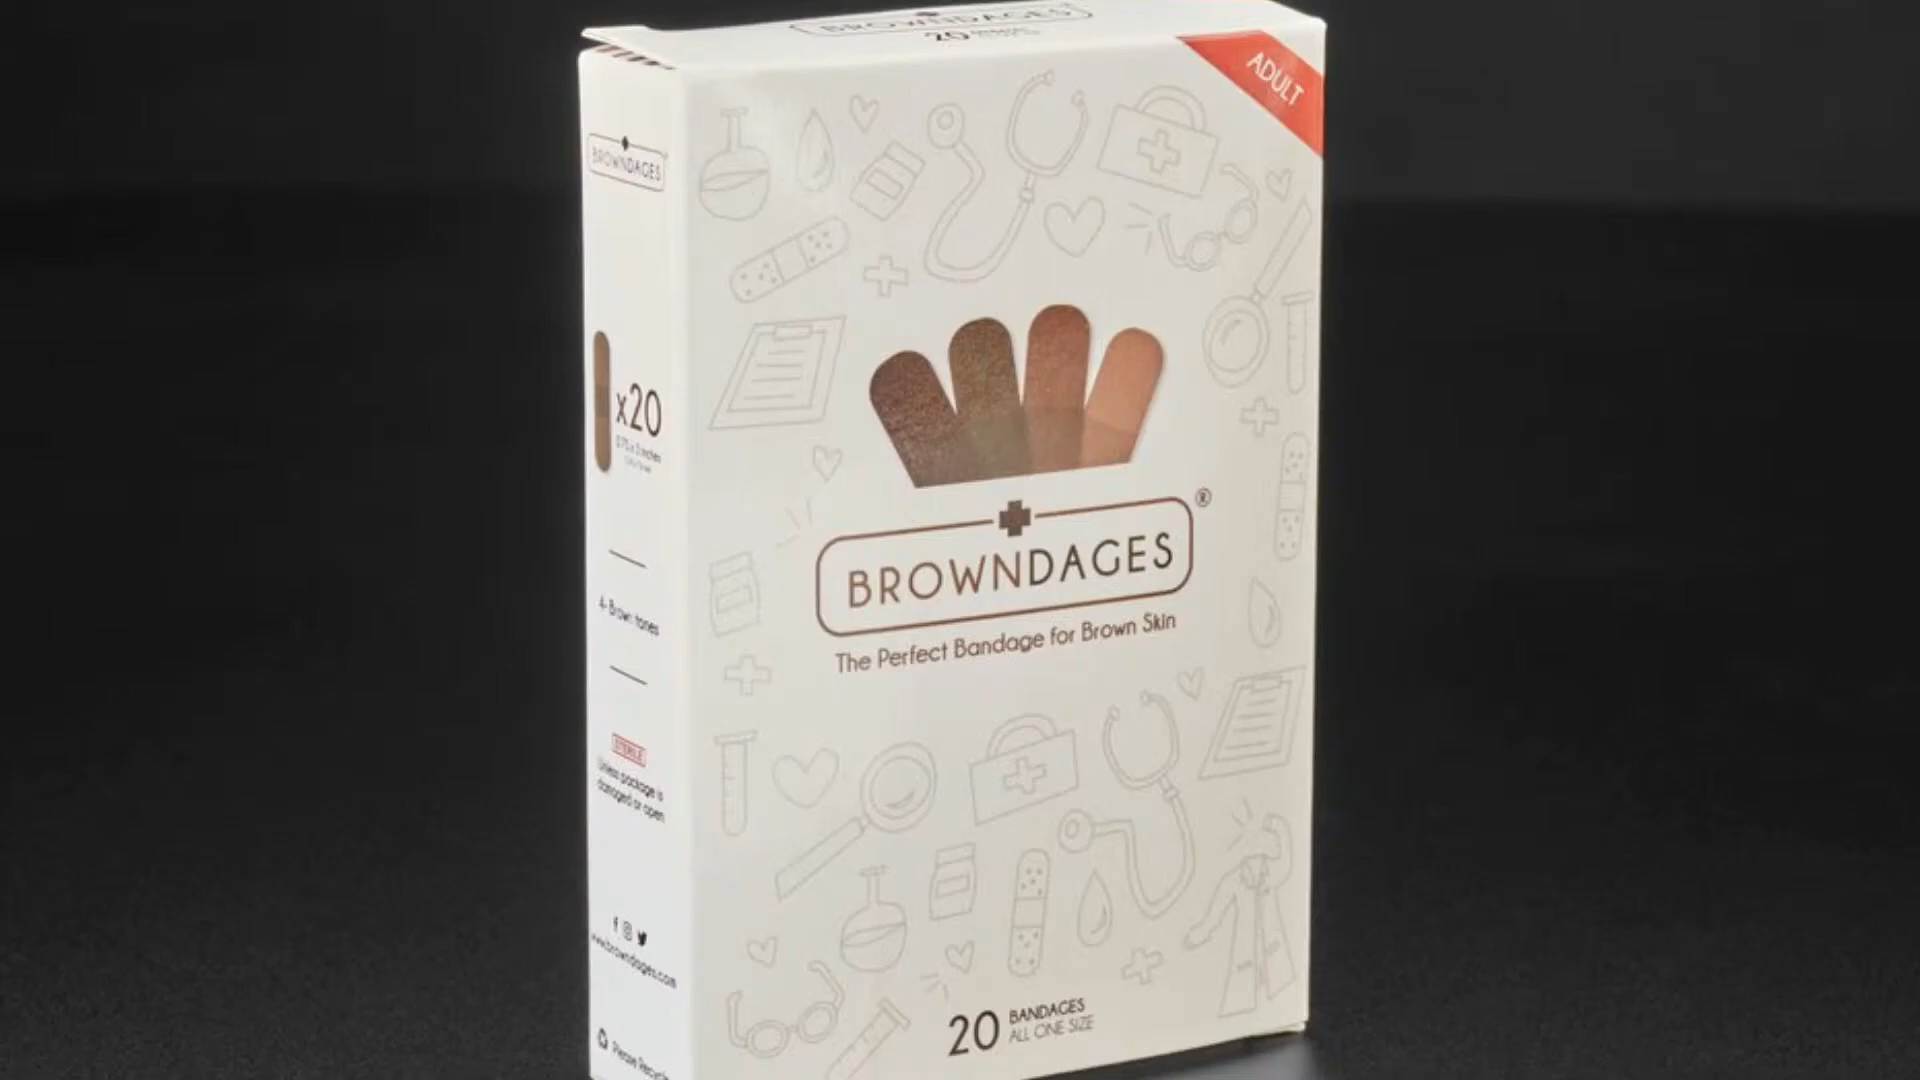 BROWNDAGES
20
ADULT
BROWNDAGES
x20
4- Brown tones
STERILE
Unless package is
damaged or open
www.browndages.com
Please Recycle
BROWNDAGES®
The Perfect Bandage for Brown Skin
20 BANDAGES
ALL ONE SIZE